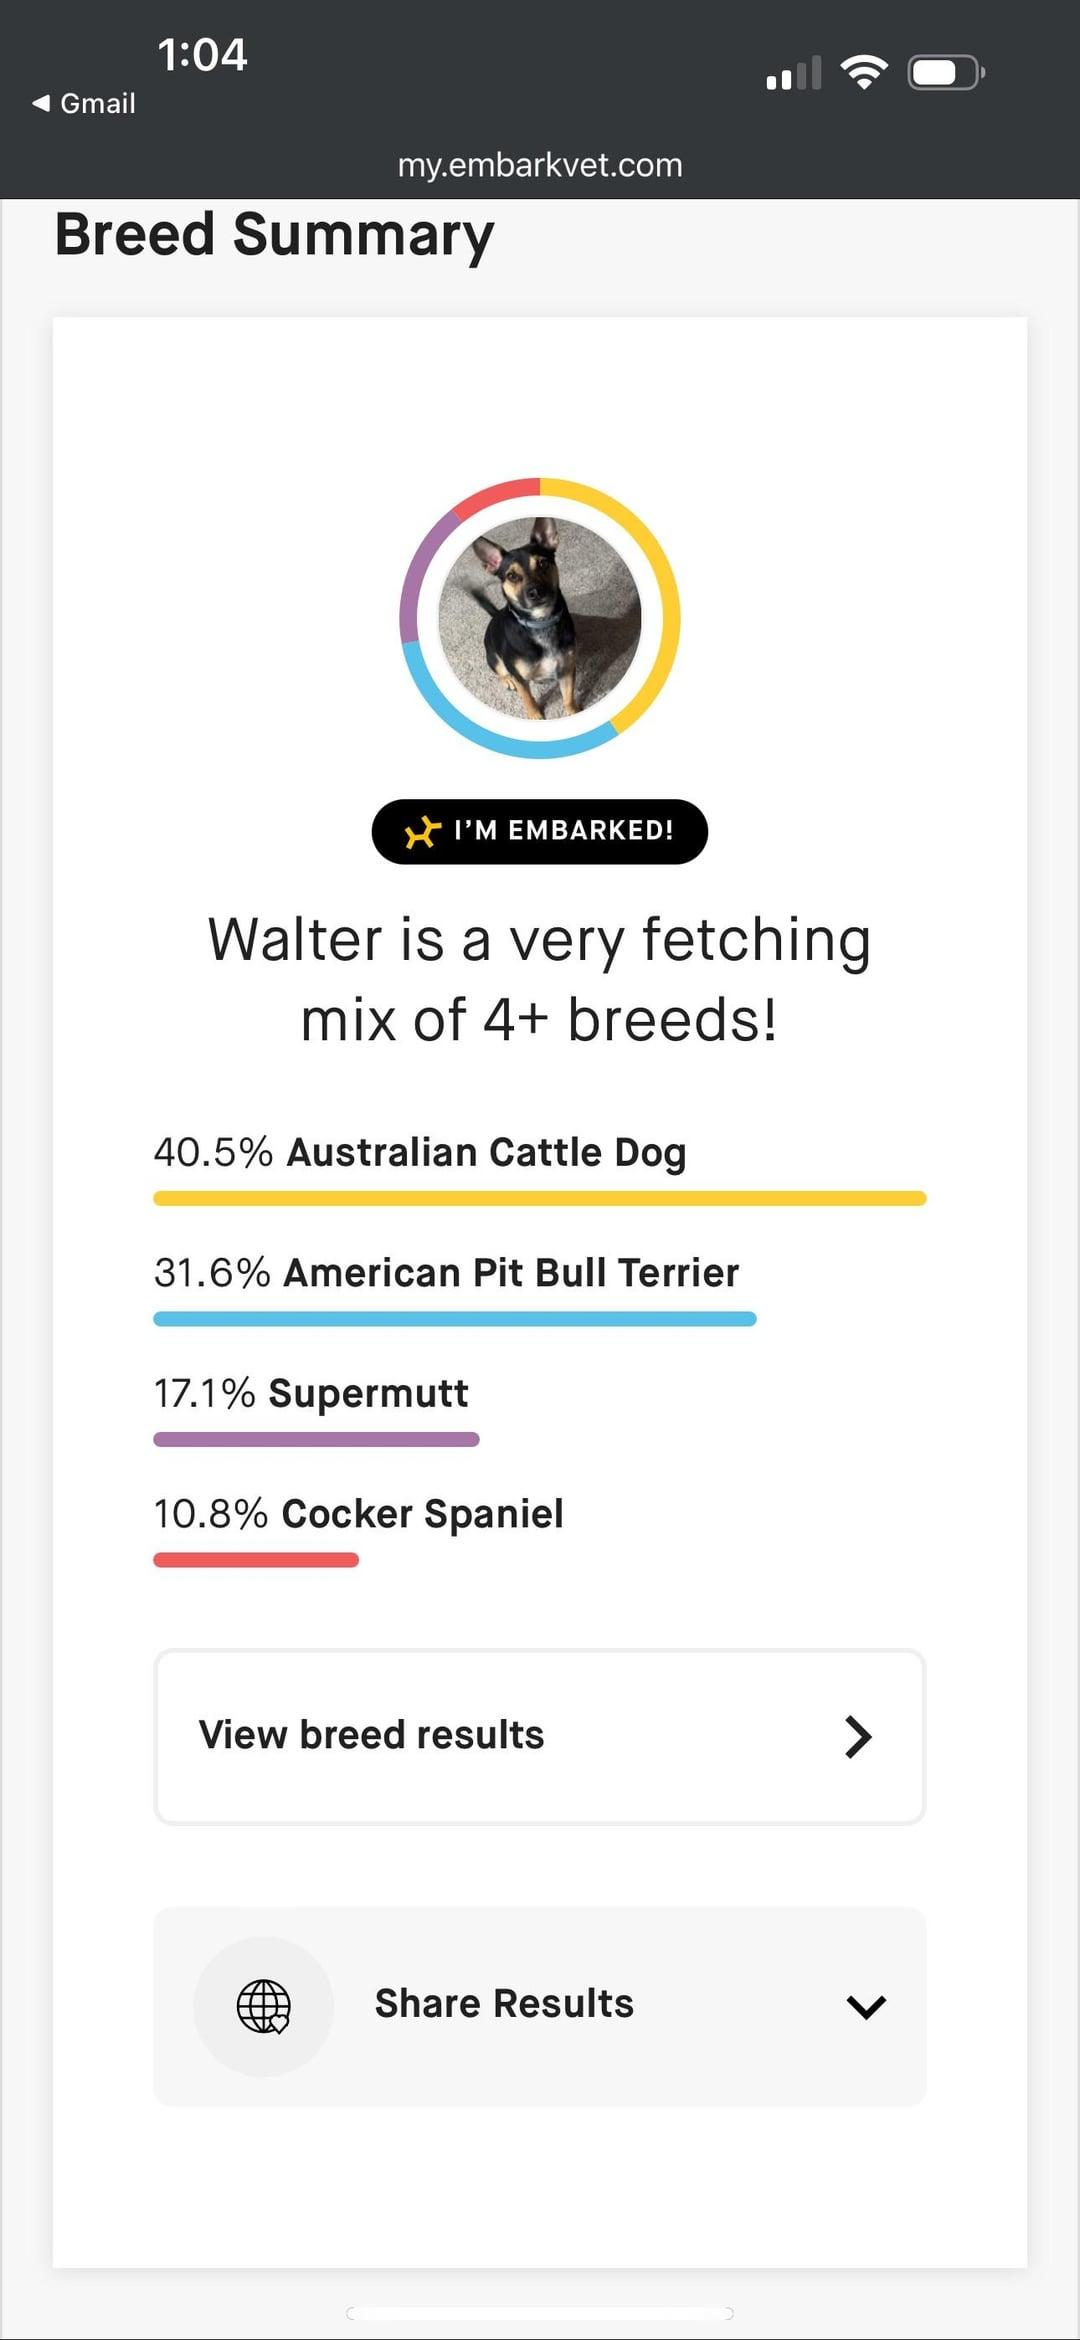 1:04
◀ Gmail
my.embarkvet.com
Breed Summary
I’M EMBARKED!
Walter is a very fetching
mix of 4+ breeds!
40.5% Australian Cattle Dog
31.6% American Pit Bull Terrier
17.1% Supermutt
10.8% Cocker Spaniel
View breed results
Share Results